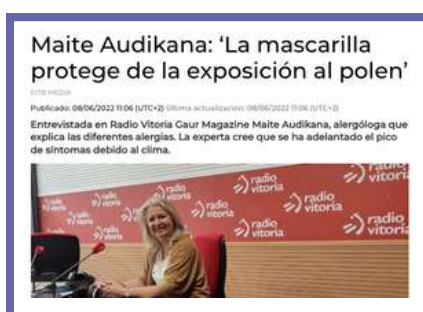 Maite Audikana: ‘La mascarilla
protege de la exposición al polen’
EITB MEDIA
Publicado: 08/06/2022 11:06 (UTC+2) Última actualización: 08/06/2022 11:06 (UTC+2)
Entrevistada en Radio Vitoria Gaur Magazine Maite Audikana, alergóloga que
explica las diferentes alergias. La experta cree que se ha adelantado el pico
de síntomas debido al clima.
radio vitoria
radio vitoria
radio vitoria
radio vitoria
radio vitoria
radio vitoria
radio vitoria